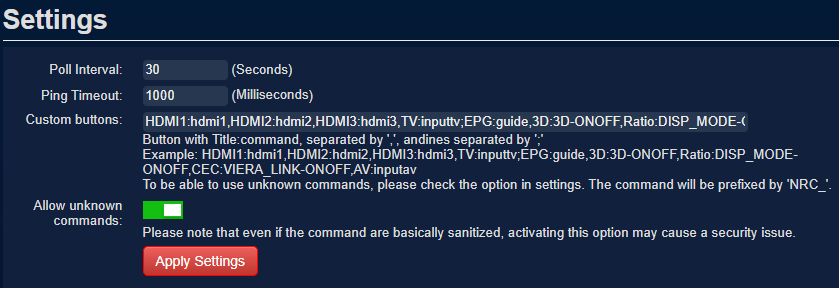 Settings
Poll Interval: 30 (Seconds)
Ping Timeout: 1000 (Milliseconds)
Custom buttons: HDMI1:hdmi1,HDMI2:hdmi2,HDMI3:hdmi3,TV:inputtv;EPG:guide,3D:3D-ONOFF,Ratio:DISP_MODE-
Button with Title:command, separated by ',', andines separated by ';'
Example: HDMI1:hdmi1,HDMI2:hdmi2,HDMI3:hdmi3,TV:inputtv;EPG:guide,3D:3D-ONOFF,Ratio:DISP_MODE-
ONOFF,CEC:VIERA_LINK-ONOFF,AV:inputav
To be able to use unknown commands, please check the option in settings. The command will be prefixed by 'NRC_'.
Allow unknown
commands:
Please note that even if the command are basically sanitized, activating this option may cause a security issue.
Apply Settings